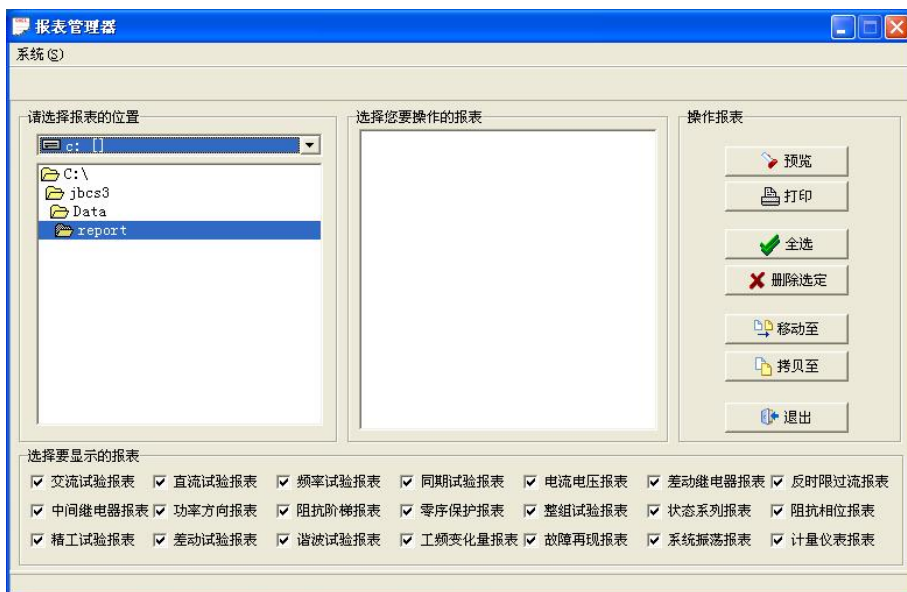 报表管理器
系统(S)
请选择报表的位置
选择您要操作的报表
操作报表
c: []
C:\
jbcs3
Data
report
预览
打印
全选
删除选定
移动至
拷贝至
退出
选择要显示的报表
交流试验报表 直流试验报表 频率试验报表 同期试验报表 电流电压报表 差动继电器报表 反时限过流报表
中间继电器报表 功率方向报表 阻抗阶梯报表 零序保护报表 整组试验报表 状态系列报表 阻抗相位报表
精工试验报表 差动试验报表 谐波试验报表 工频变化量报表 故障再现报表 系统振荡报表 计量仪表报表